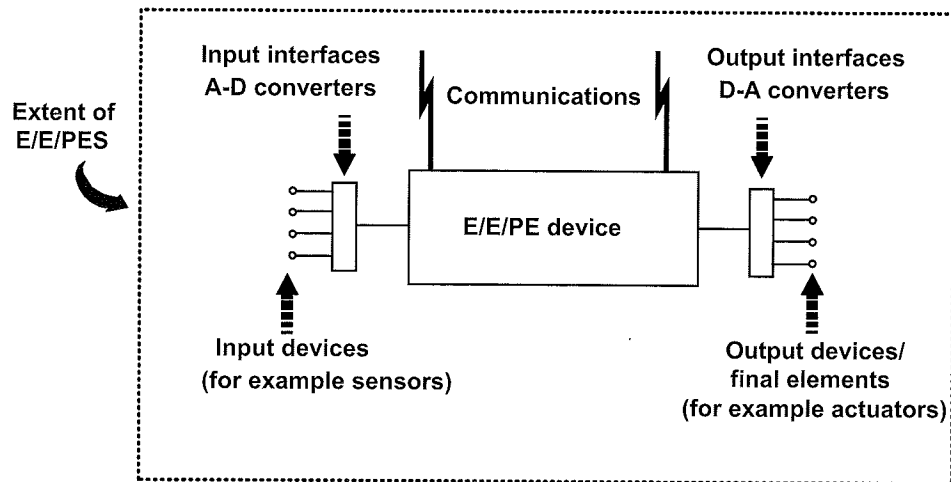 Input interfaces
A-D converters
Communications
Output interfaces
D-A converters
Extent of
E/E/PES
E/E/PE device
Input devices
(for example sensors)
Output devices/
final elements
(for example actuators)